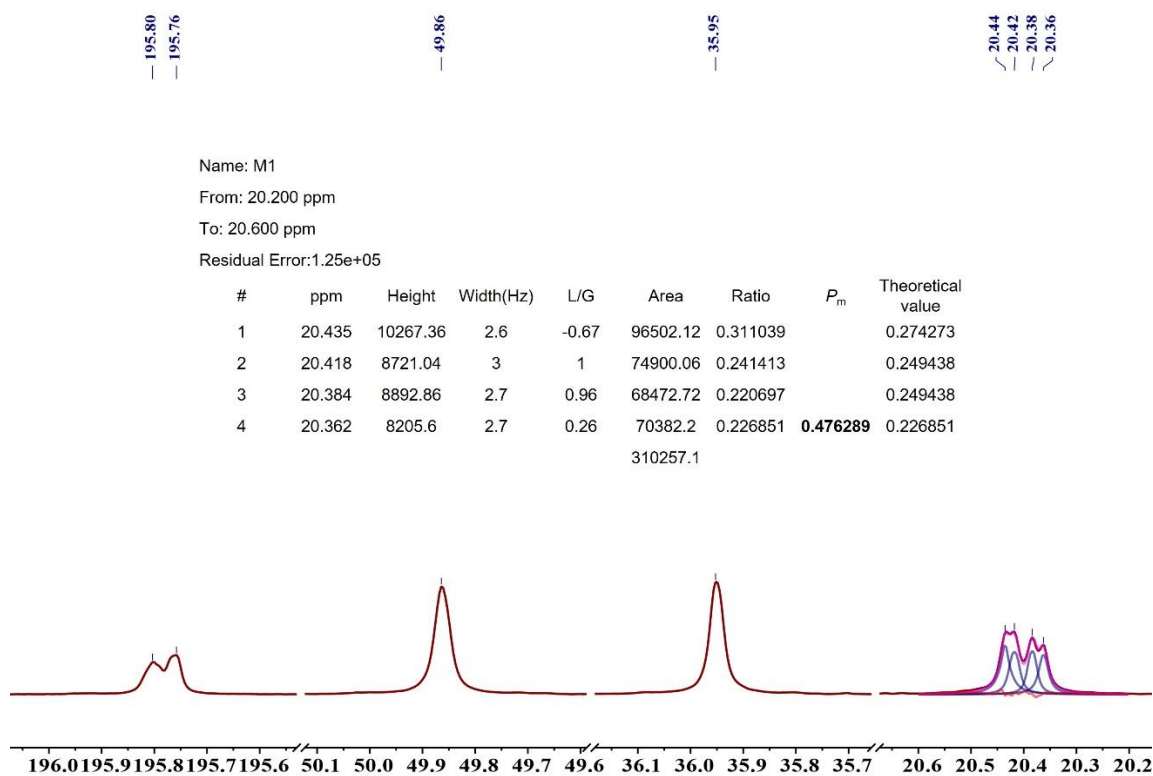 195.80 195.76 49.86 35.95 20.44 20.42 20.38 20.36
Name: M1
From: 20.200 ppm
To: 20.600 ppm
Residual Error:1.25e+05
# ppm Height Width(Hz) L/G Area Ratio Pm Theoretical value
1 20.435 10267.36 2.6 -0.67 96502.12 0.311039 0.274273
2 20.418 8721.04 3 1 74900.06 0.241413 0.249438
3 20.384 8892.86 2.7 0.96 68472.72 0.220697 0.249438
4 20.362 8205.6 2.7 0.26 70382.2 0.226851 0.476289 0.226851
310257.1
196.0 195.9 195.8 195.7 195.6 50.1 50.0 49.9 49.8 49.7 49.6 36.1 36.0 35.9 35.8 35.7 20.6 20.5 20.4 20.3 20.2